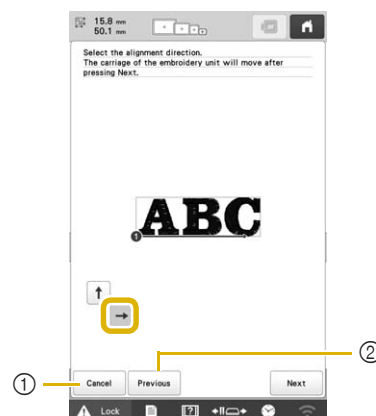 15.8 mm
50.1 mm
Select the alignment direction.
The carriage of the embroidery unit will move after
pressing Next.
ABC
1
↑
→
②
①
Cancel
Previous
Next
Lock
[?]